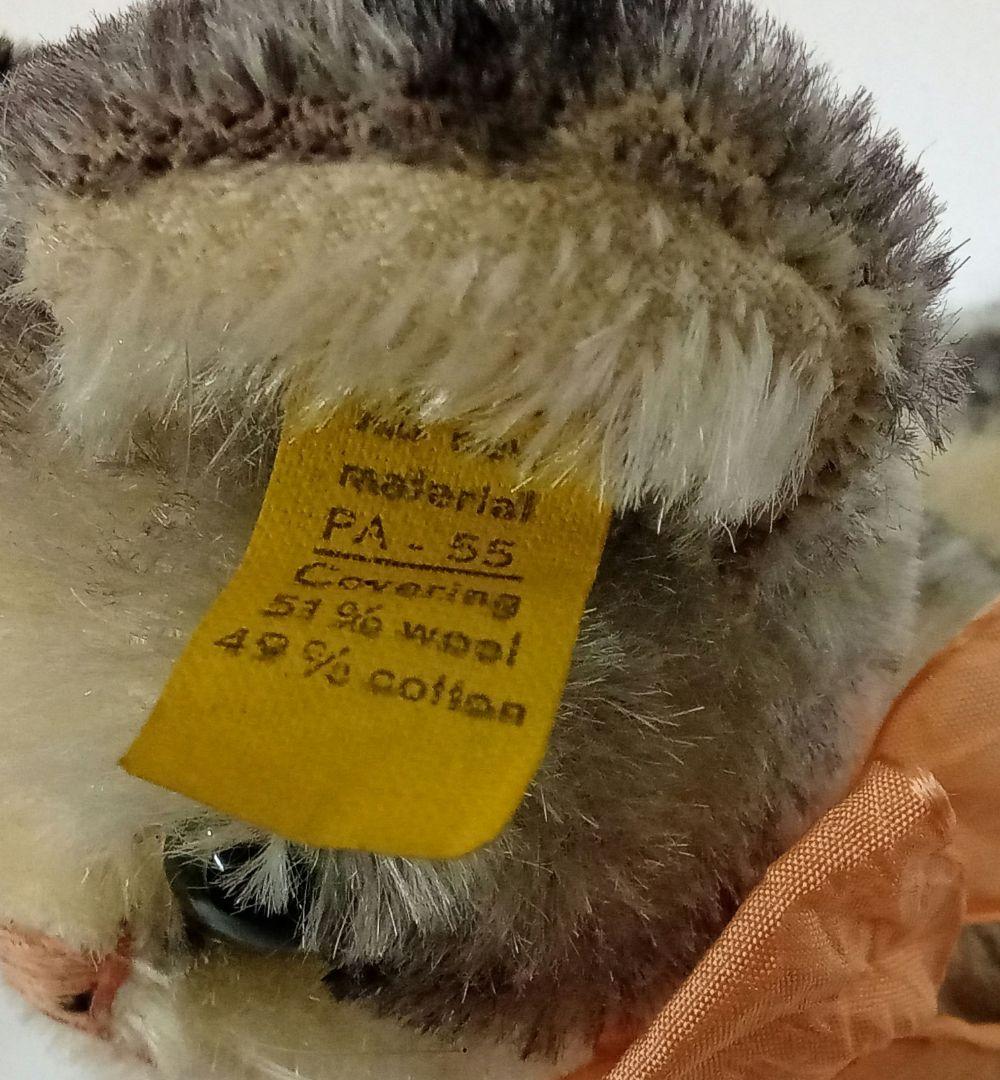 material
PA - 55
Covering
51 % wool
49 % cotton